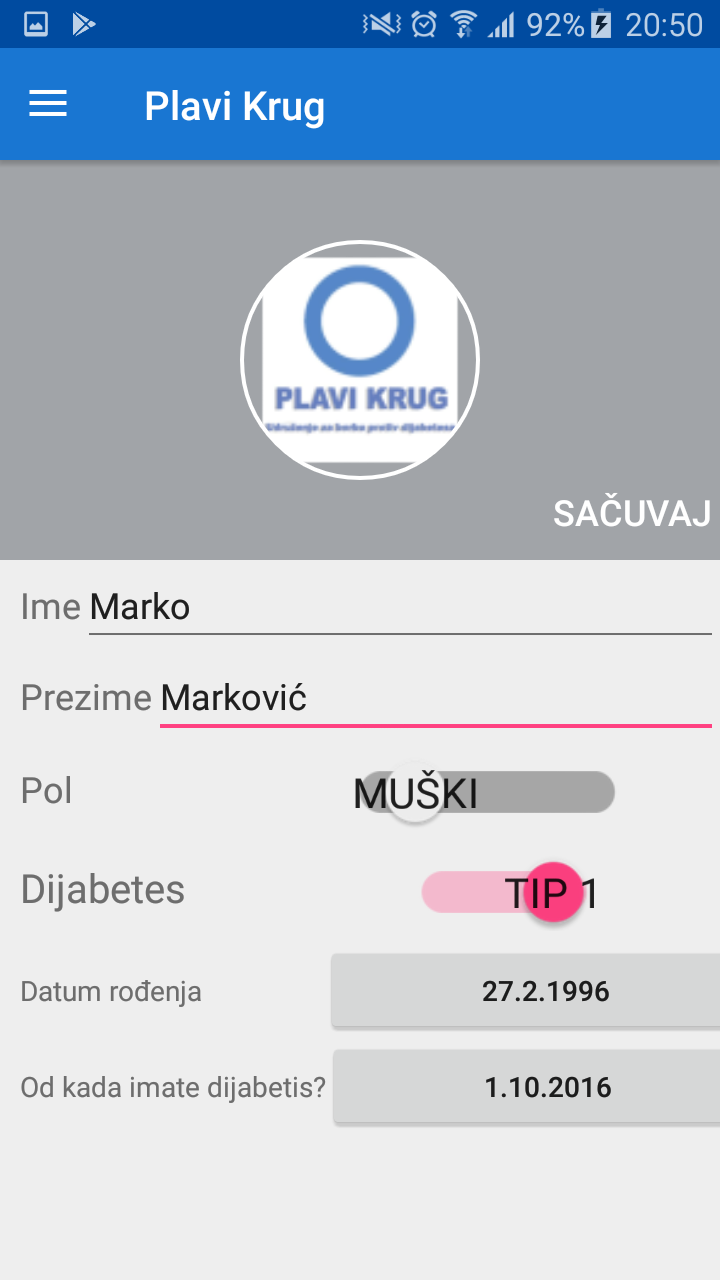 92% 20:50
Plavi Krug
PLAVI KRUG
Udruženje za borbu protiv dijabetesa
SAČUVAJ
Ime Marko
Prezime Marković
Pol MUŠKI
Dijabetes TIP 1
Datum rođenja 27.2.1996
Od kada imate dijabetis? 1.10.2016